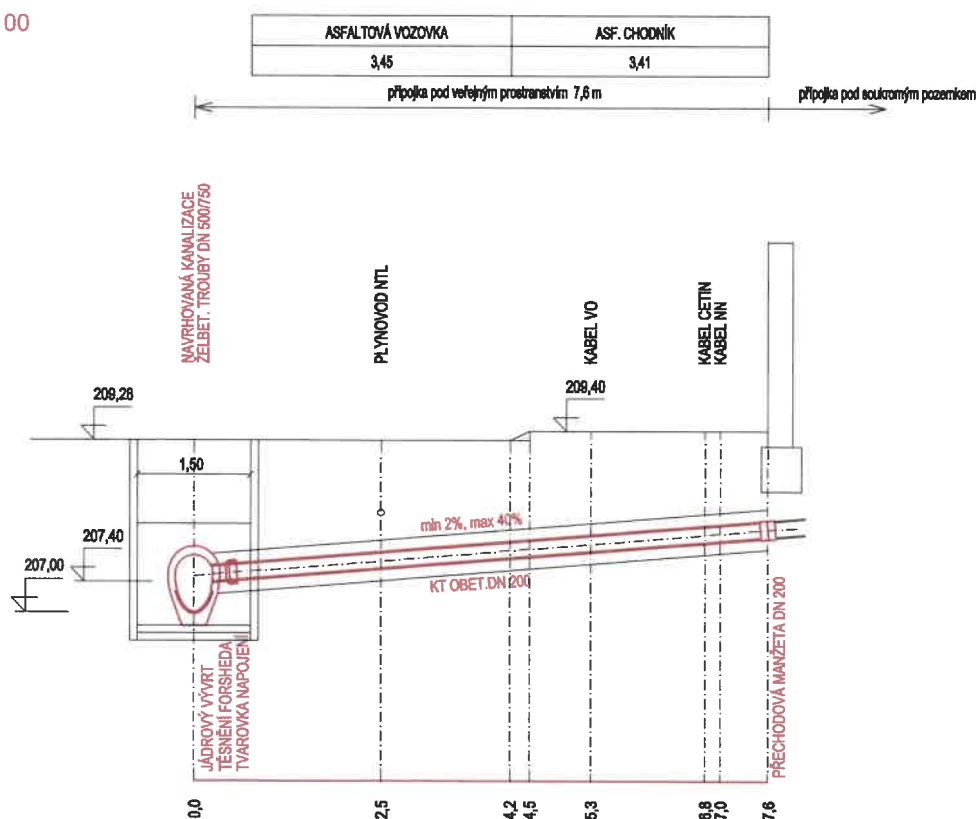 00
ASFALTOVÁ VOZOVKA
ASF. CHODNÍK
3,45
3,41
přípojka pod veřejným prostranstvím 7,6 m
přípojka pod soukromým pozemkem
NAVRHOVANÁ KANALIZACE
ŽELBET. TROUBY DN 500/750
PLYNOVOD NTL
KABEL VO
KABEL CETIN
KABEL NN
209,28
209,40
1,50
207,40
207,00
min 2%, max 40%
KT OBET.DN 200
JÁDROVÝ VÝVRT
TĚSNĚNÍ FORSHEDA
TVAROVKA NAPOJENÍ
PŘECHODOVÁ MANŽETA DN 200
0,0
2,5
4,2
4,5
5,3
6,8
7,0
7,6